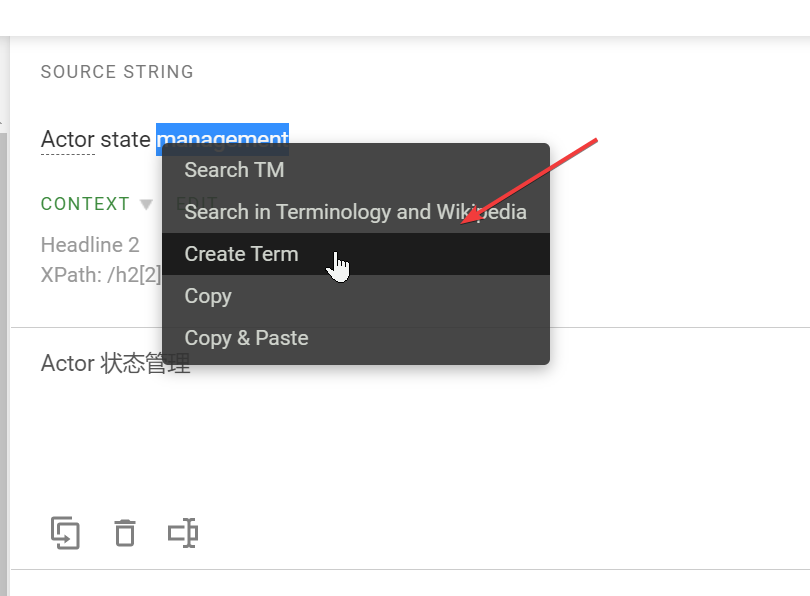 SOURCE STRING
Actor state management
Search TM
CONTEXT EDIT
Search in Terminology and Wikipedia
Headline 2
Create Term
XPath: /h2[2]
Copy
Copy & Paste
Actor 状态管理